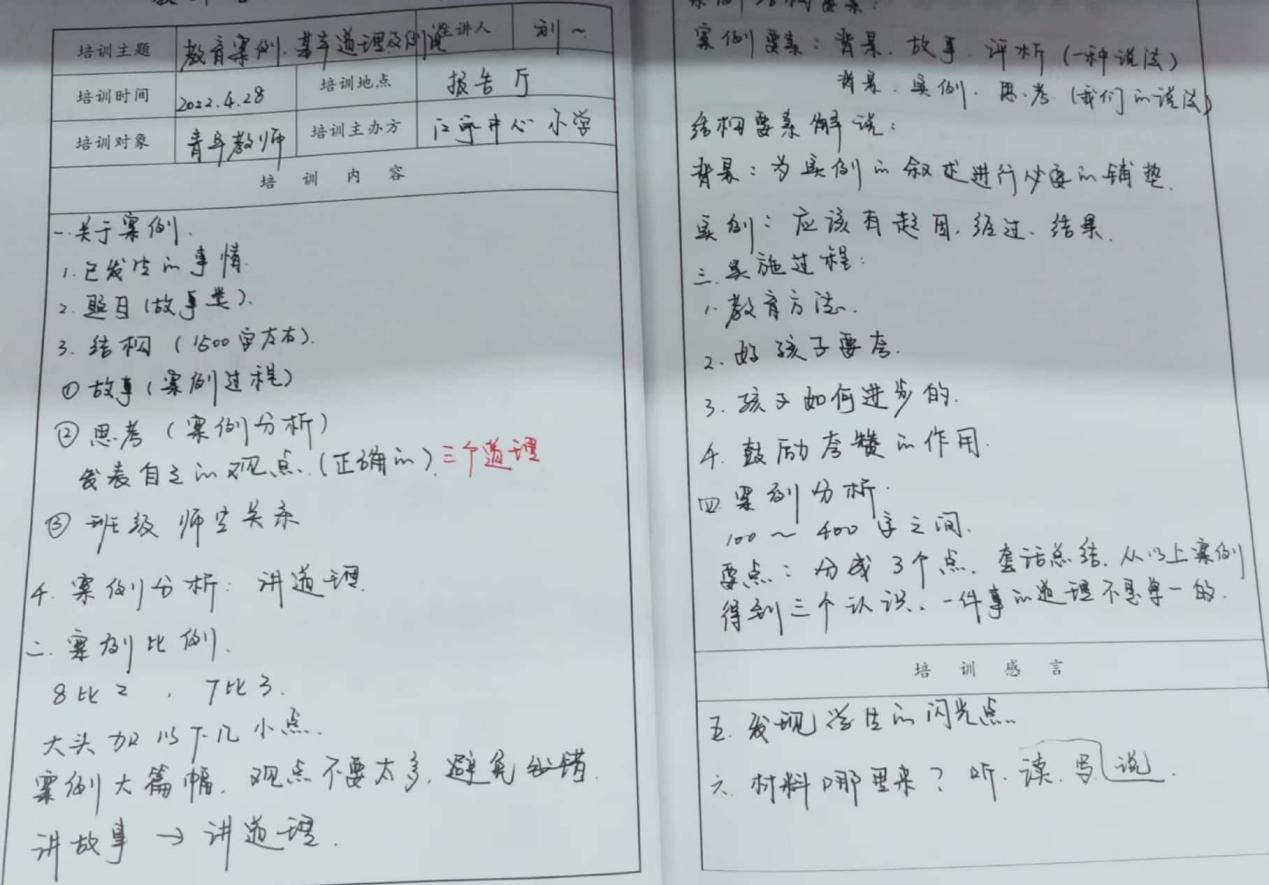 培训主题 教育案例.基本道理及例说 主讲人 刘一
培训时间 2022.4.28 培训地点 报告厅
培训对象 青年教师 培训主办方 中心小学
培训内容
一.关于案例.
1.已发生的事情.
2.题目(故事类).
3.结构(1500字左右).
①故事(案例过程)
②思考(案例分析)
发表自己的观点.(正确的).三个道理
③班级师生关系
4.案例分析:讲道理.
二.案例比例.
8比2,7比3.
大头加以下几小点.
案例大篇幅,观点不要太多,避免出错.
讲故事→讲道理.
案例结构要素:
案例要素:背景.故事.评析(一种说法)
背景.实例.思考(我们的说法)
结构要素解说:
背景:为实例的叙述进行必要的铺垫.
实例:应该有起因.经过.结果.
三.实施过程:
1.教育方法.
2.好孩子要夸.
3.孩子如何进步的.
4.鼓励夸赞的作用.
四.案例分析.
100~400字之间.
要点:分成3个点,套话总结.从以上案例
得到三个认识、一件事的道理不是单一的.
培训感言
五.发现学生的闪光点.
六.材料哪里来?听.读.写.说.